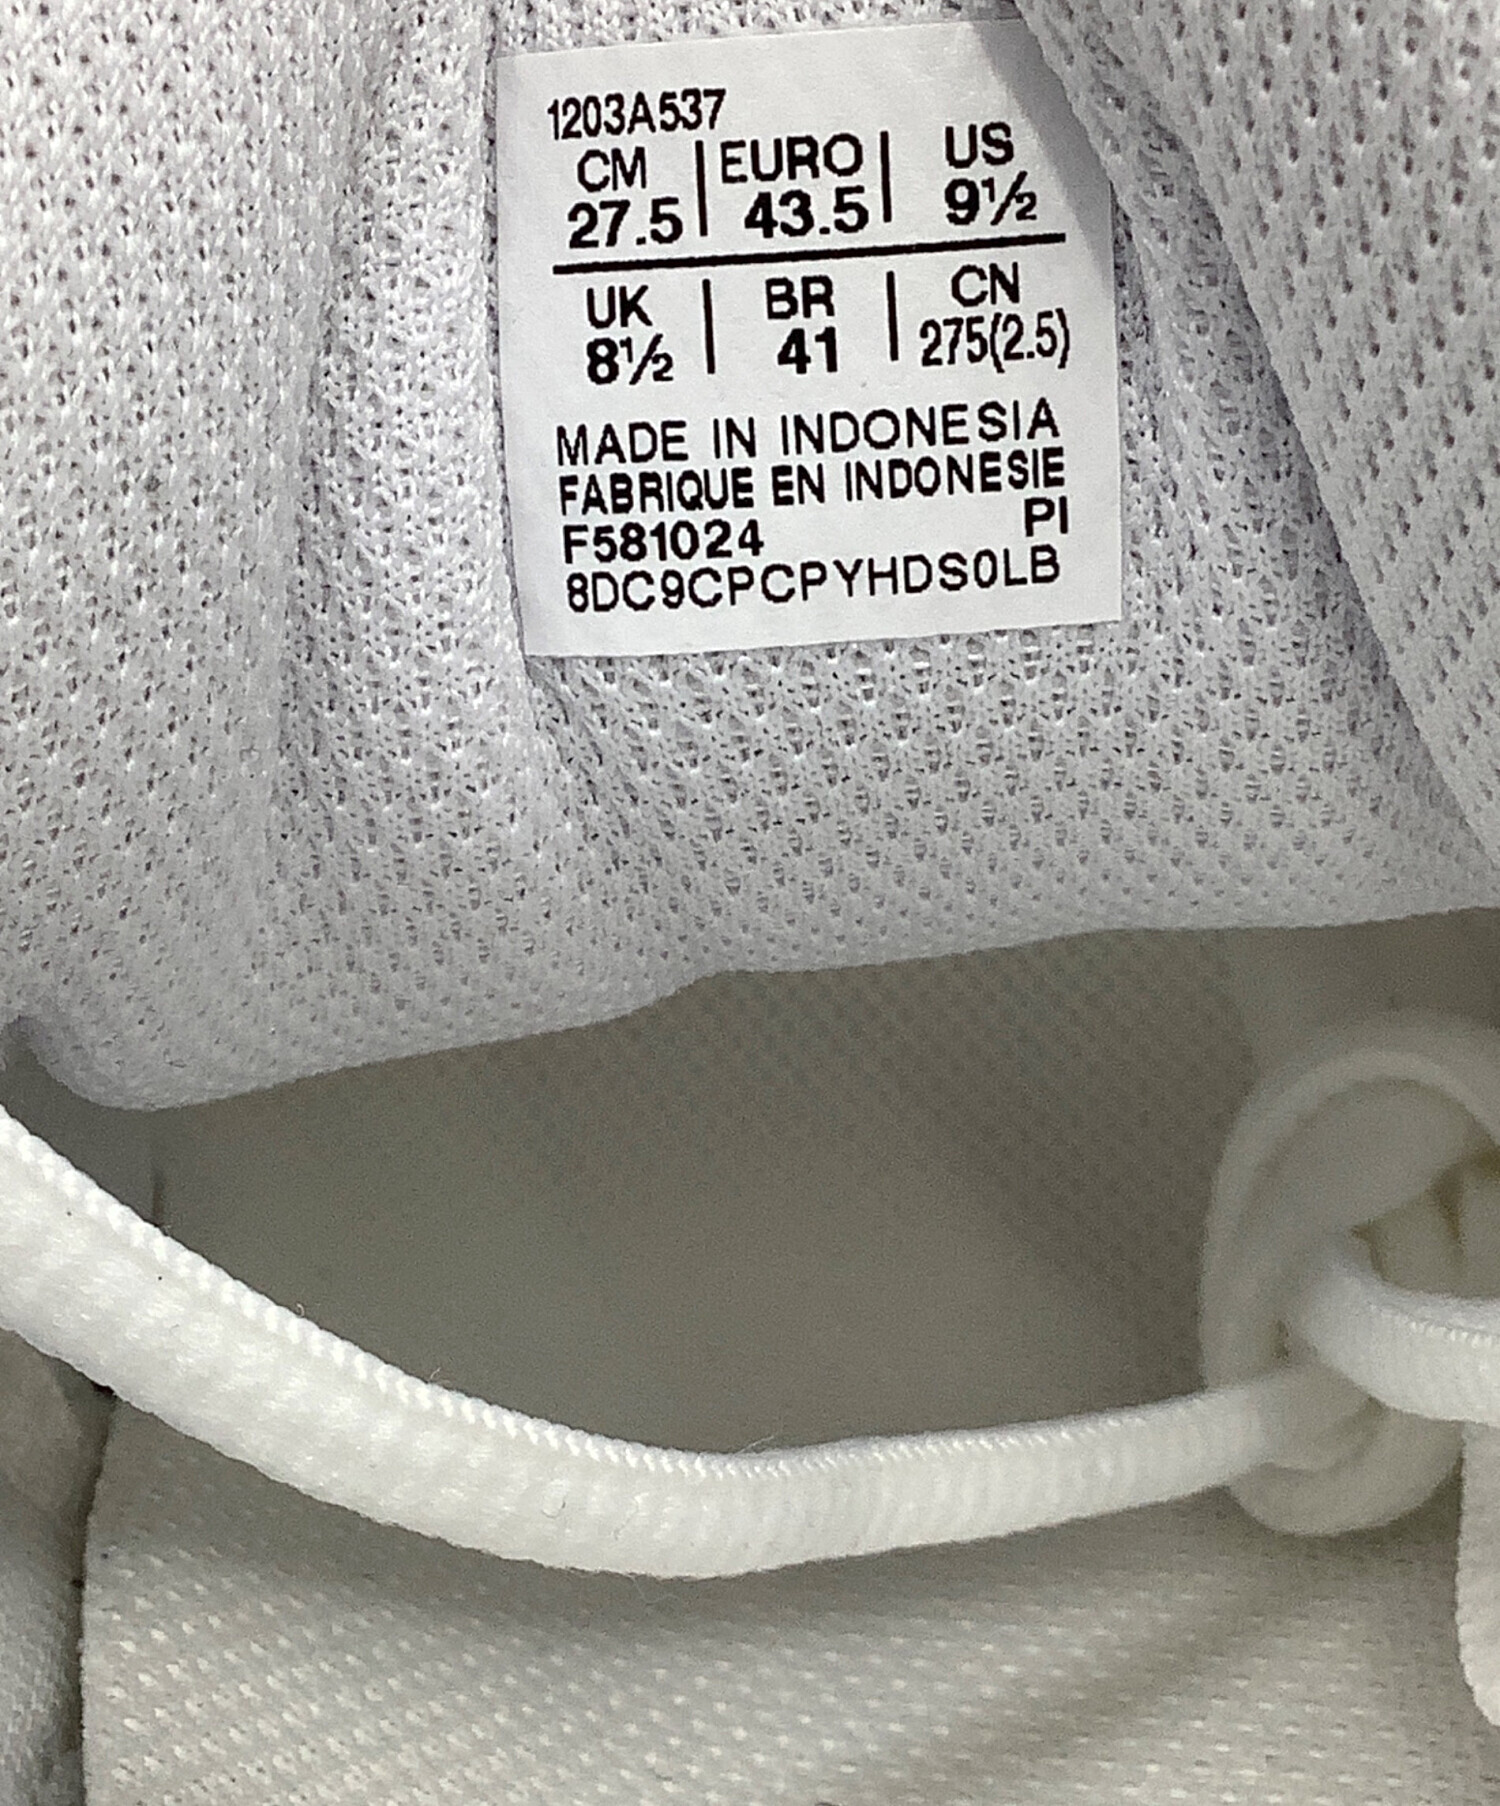 1203A537
CM | EURO | US
27.5 | 43.5 | 9½
UK | BR | CN
8½ | 41 | 275(2.5)
MADE IN INDONESIA
FABRIQUE EN INDONESIE
F581024 PI
8DC9CPCPYHDS0LB